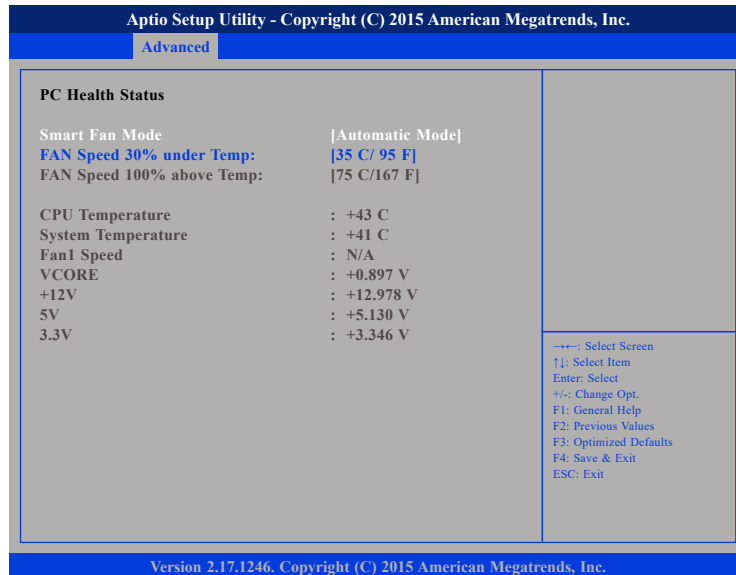 Aptio Setup Utility - Copyright (C) 2015 American Megatrends, Inc.
Advanced
PC Health Status
Smart Fan Mode [Automatic Mode]
FAN Speed 30% under Temp: [35 C/ 95 F]
FAN Speed 100% above Temp: [75 C/167 F]
CPU Temperature : +43 C
System Temperature : +41 C
Fan1 Speed : N/A
VCORE : +0.897 V
+12V : +12.978 V
5V : +5.130 V
3.3V : +3.346 V
→←: Select Screen
↑↓: Select Item
Enter: Select
+/-: Change Opt.
F1: General Help
F2: Previous Values
F3: Optimized Defaults
F4: Save & Exit
ESC: Exit
Version 2.17.1246. Copyright (C) 2015 American Megatrends, Inc.